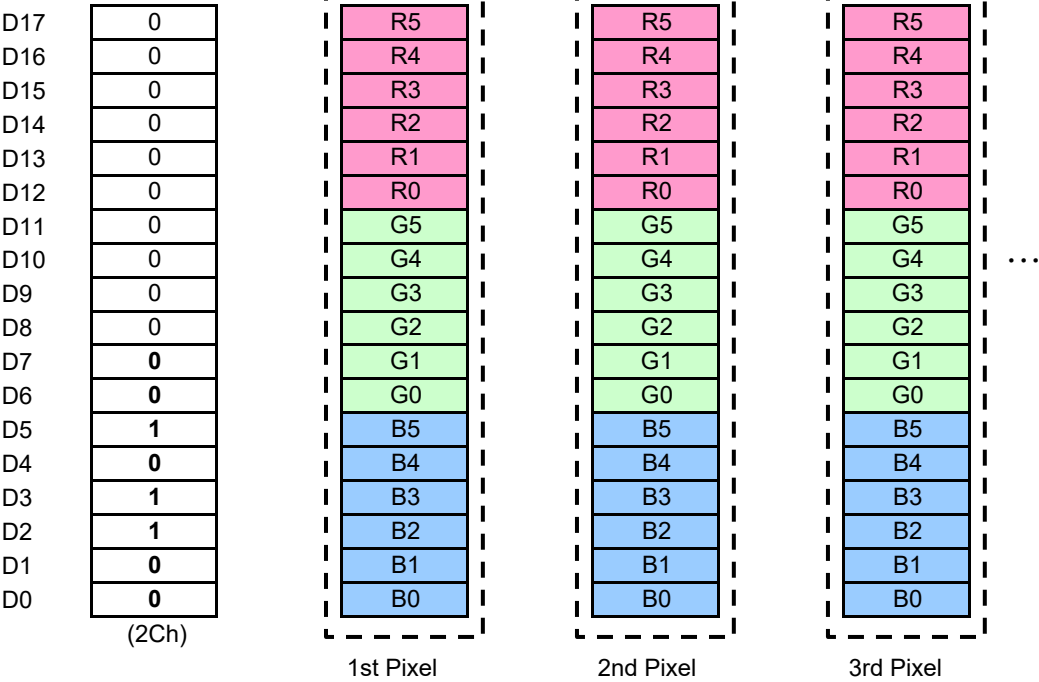 D17 0 R5 R5 R5
D16 0 R4 R4 R4
D15 0 R3 R3 R3
D14 0 R2 R2 R2
D13 0 R1 R1 R1
D12 0 R0 R0 R0
D11 0 G5 G5 G5
D10 0 G4 G4 G4 ...
D9 0 G3 G3 G3
D8 0 G2 G2 G2
D7 0 G1 G1 G1
D6 0 G0 G0 G0
D5 1 B5 B5 B5
D4 0 B4 B4 B4
D3 1 B3 B3 B3
D2 1 B2 B2 B2
D1 0 B1 B1 B1
D0 0 B0 B0 B0
(2Ch)
1st Pixel 2nd Pixel 3rd Pixel